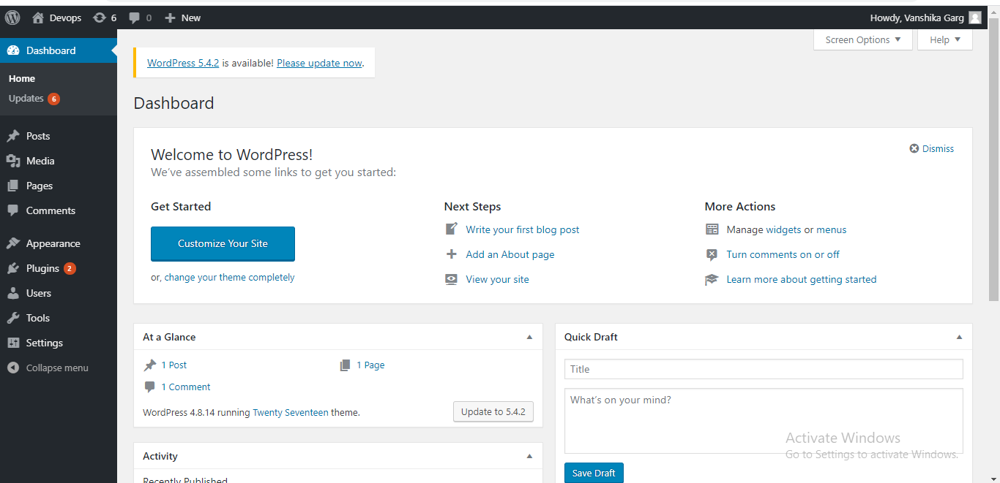 Devops 6 0 New Howdy, Vanshika Garg
Screen Options Help
Dashboard
Home
Updates 6
Posts
Media
Pages
Comments
Appearance
Plugins 2
Users
Tools
Settings
Collapse menu
WordPress 5.4.2 is available! Please update now.
Dashboard
Welcome to WordPress!
Dismiss
We've assembled some links to get you started:
Get Started
Customize Your Site
or, change your theme completely
Next Steps
Write your first blog post
Add an About page
View your site
More Actions
Manage widgets or menus
Turn comments on or off
Learn more about getting started
At a Glance
1 Post 1 Page
1 Comment
WordPress 4.8.14 running Twenty Seventeen theme. Update to 5.4.2
Activity
Recently Published
Quick Draft
Title
What's on your mind?
Save Draft
Activate Windows
Go to Settings to activate Windows.